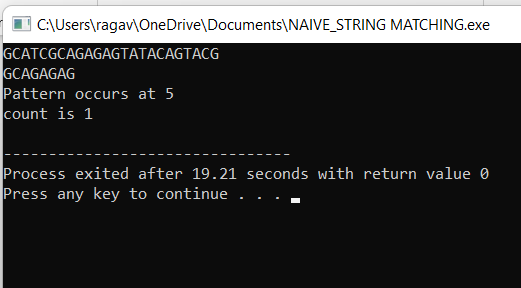 C:\Users\ragav\OneDrive\Documents\NAIVE_STRING MATCHING.exe
GCATCGCAGAGAGTATACAGTACG
GCAGAGAG
Pattern occurs at 5
count is 1
--------------------------------
Process exited after 19.21 seconds with return value 0
Press any key to continue . . .